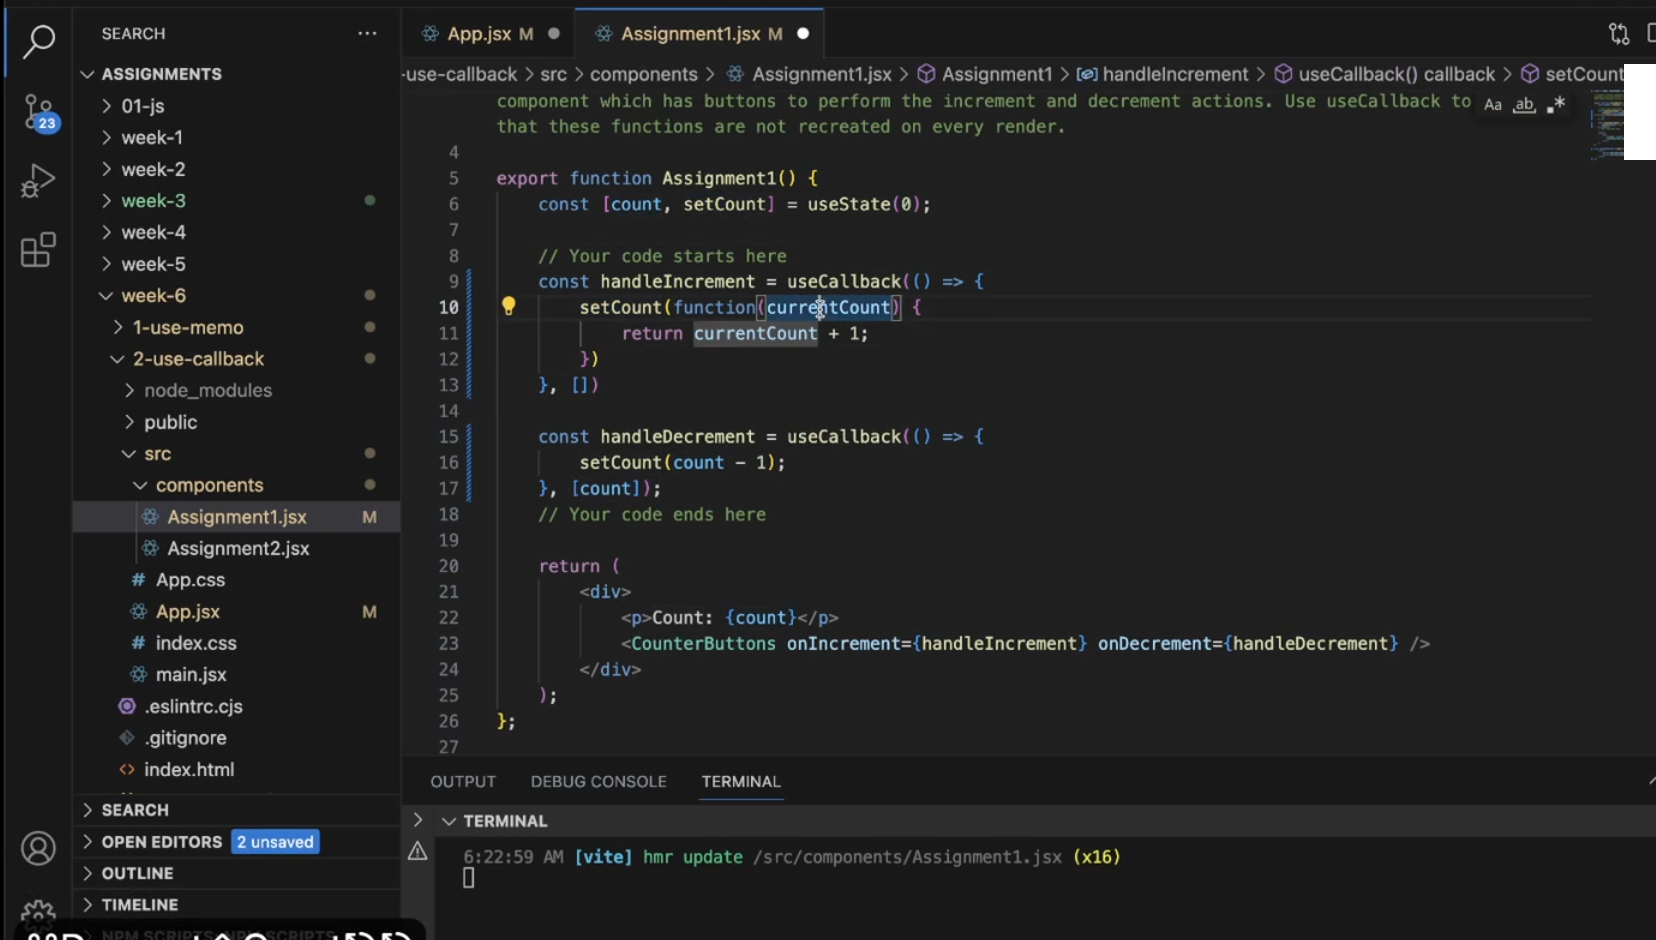 SEARCH
ASSIGNMENTS
01-js
week-1
23
week-2
week-3
week-4
week-5
week-6
1-use-memo
2-use-callback
node_modules
public
src
components
Assignment1.jsx M
Assignment2.jsx
App.css
App.jsx M
index.css
main.jsx
.eslintrc.cjs
.gitignore
index.html
SEARCH
OPEN EDITORS 2 unsaved
OUTLINE
TIMELINE
App.jsx M
Assignment1.jsx M
-use-callback > src > components > Assignment1.jsx > Assignment1 > handleIncrement > useCallback() callback > setCount
component which has buttons to perform the increment and decrement actions. Use useCallback to
Aa ab .*
that these functions are not recreated on every render.
4
5 export function Assignment1() {
6 const [count, setCount] = useState(0);
7
8 // Your code starts here
9 const handleIncrement = useCallback(() => {
10 setCount(function(currentCount) {
11 return currentCount + 1;
12 })
13 }, [])
14
15 const handleDecrement = useCallback(() => {
16 setCount(count - 1);
17 }, [count]);
18 // Your code ends here
19
20 return (
21 <div>
22 <p>Count: {count}</p>
23 <CounterButtons onIncrement={handleIncrement} onDecrement={handleDecrement} />
24 </div>
25 );
26 };
27
OUTPUT DEBUG CONSOLE TERMINAL
TERMINAL
6:22:59 AM [vite] hmr update /src/components/Assignment1.jsx (x16)